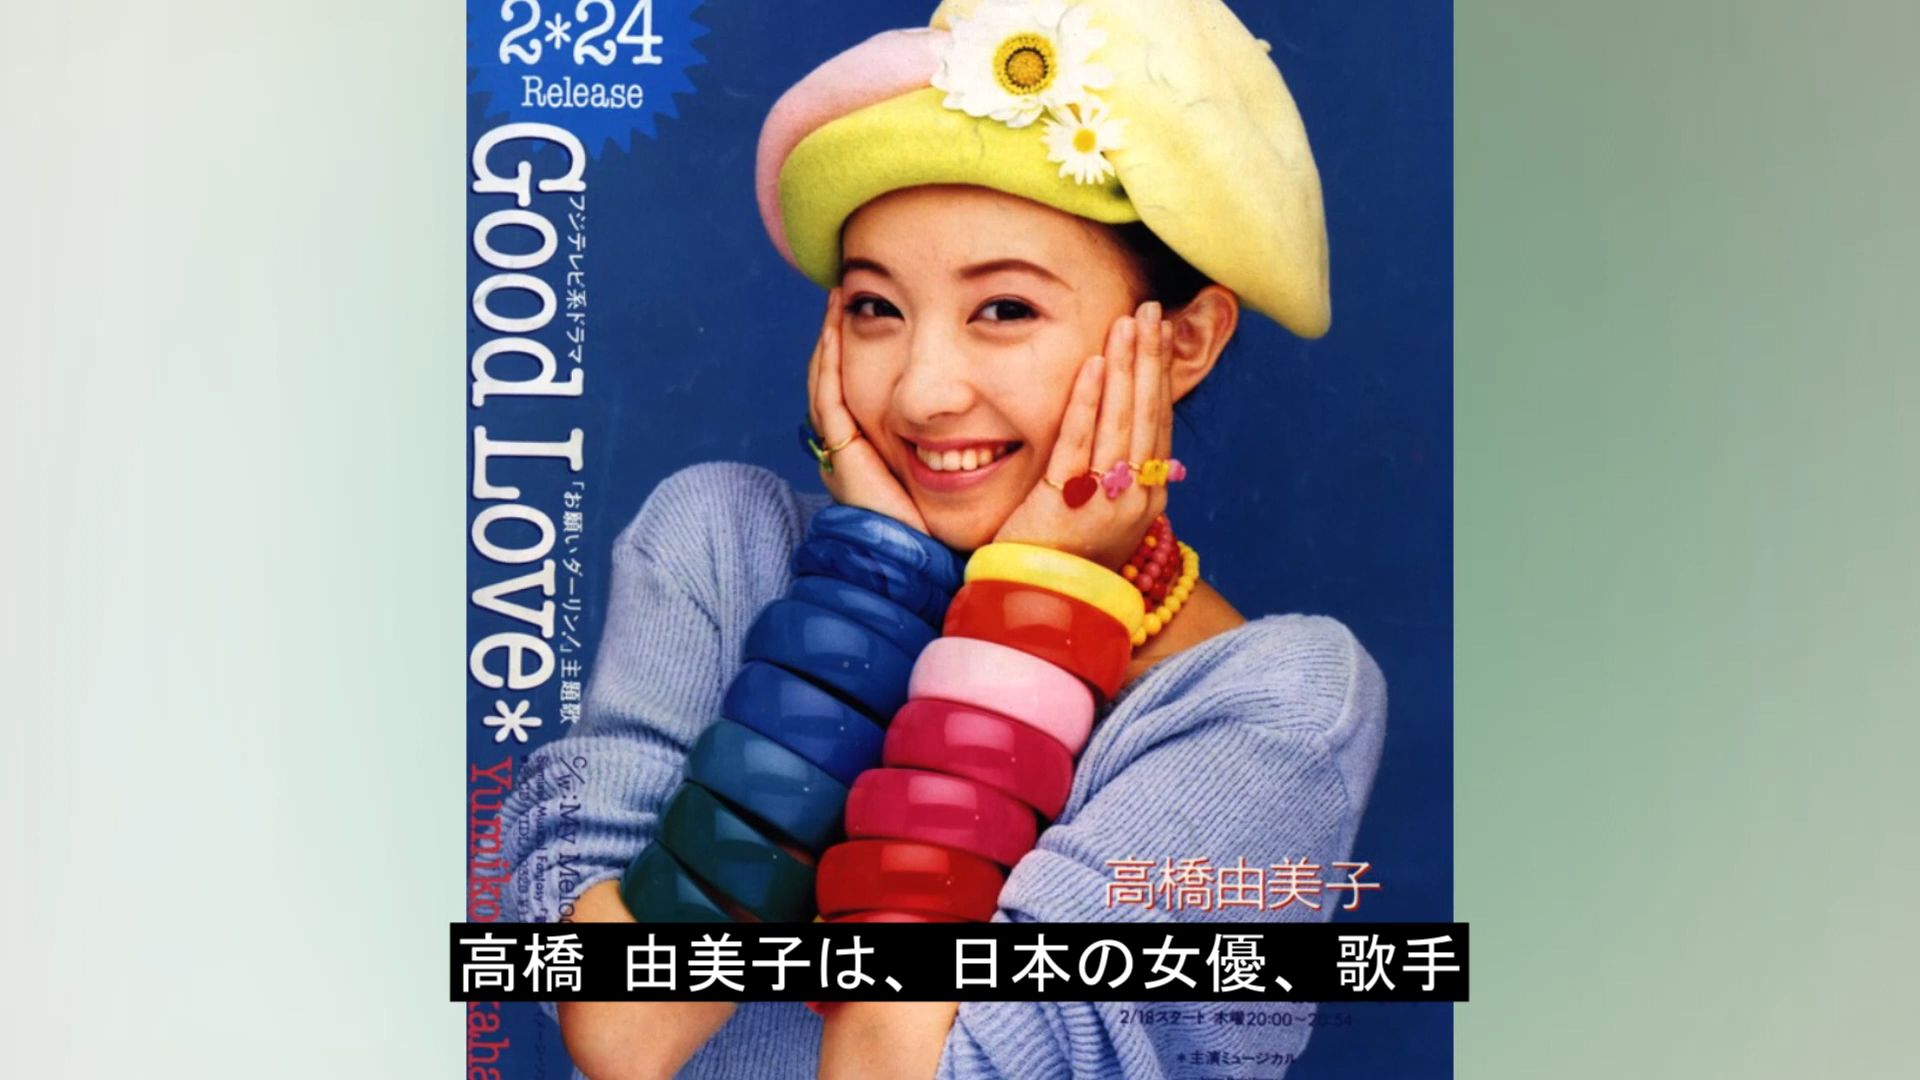 2*24
Release
Good Love*
フジテレビ系ドラマ「お願いダーリン!」主題歌
c/w:My Melo
Yumiko
高橋由美子
高橋 由美子は、日本の女優、歌手
2/18スタート 木曜20:00~20:54
*主演ミュージカル